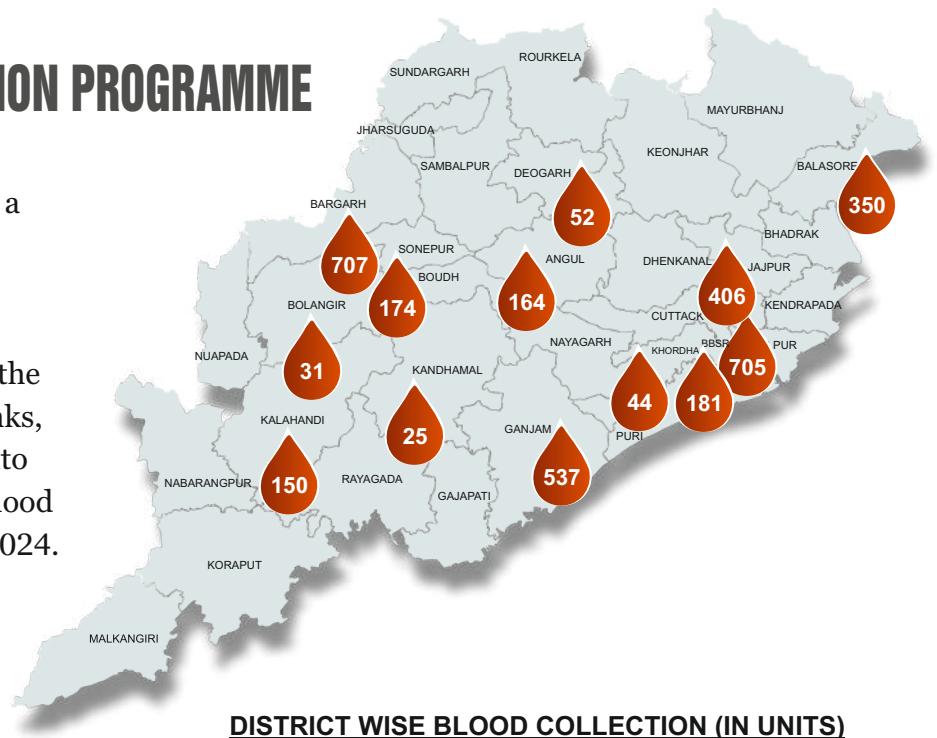 ION PROGRAMME
a
the
nks,
to
lood
024.
ROURKELA
SUNDARGARH
MAYURBHANJ
JHARSUGUDA
KEONJHAR
SAMBALPUR
DEOGARH
BALASORE
350
BARGARH
52
BHADRAK
707
SONEPUR
ANGUL
DHENKANAL
JAJPUR
BOUDH
BOLANGIR
174
164
406
KENDRAPADA
CUTTACK
NUAPADA
NAYAGARH
KHORDHA
BBSR
PUR
31
KANDHAMAL
705
44
181
KALAHANDI
25
GANJAM
PURI
150
537
NABARANGPUR
RAYAGADA
GAJAPATI
KORAPUT
MALKANGIRI
DISTRICT WISE BLOOD COLLECTION (IN UNITS)